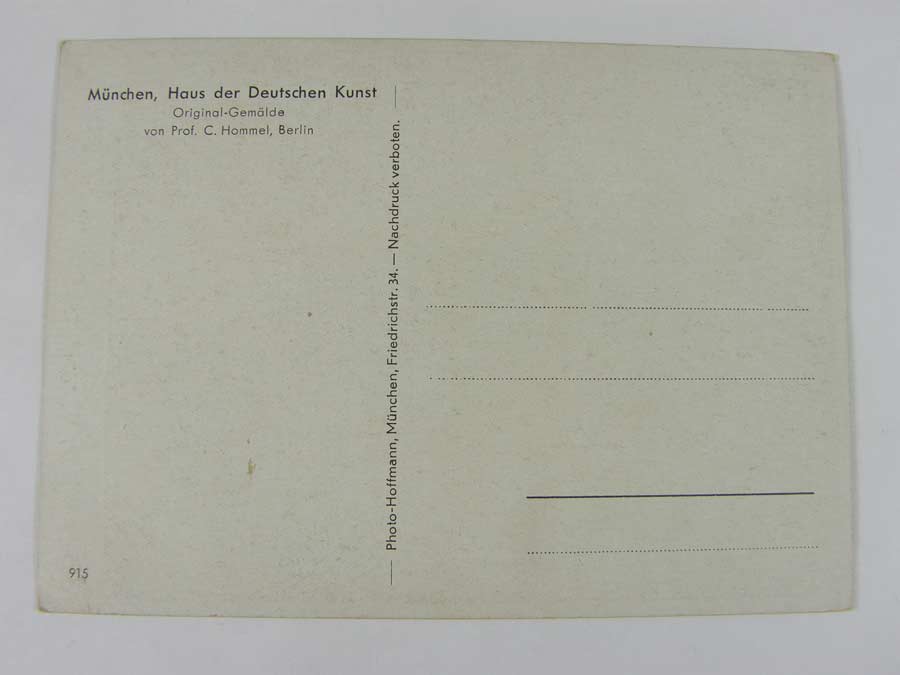 München, Haus der Deutschen Kunst
Original-Gemälde
von Prof. C. Hommel, Berlin
Photo-Hoffmann, München, Friedrichstr. 34. — Nachdruck verboten.
915